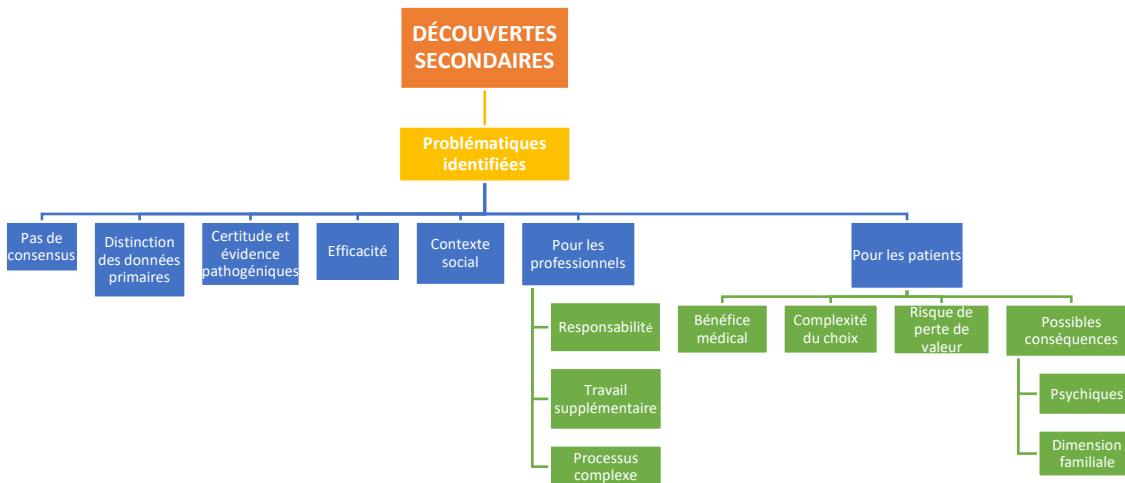 DÉCOUVERTES
SECONDAIRES
Problématiques
identifiées
Pas de
consensus
Distinction
des données
primaires
Certitude et
évidence
pathogéniques
Efficacité
Contexte
social
Pour les
professionnels
Pour les patients
Responsabilité
Travail
supplémentaire
Processus
complexe
Bénéfice
médical
Complexité
du choix
Risque de
perte de
valeur
Possibles
conséquences
Psychiques
Dimension
familiale